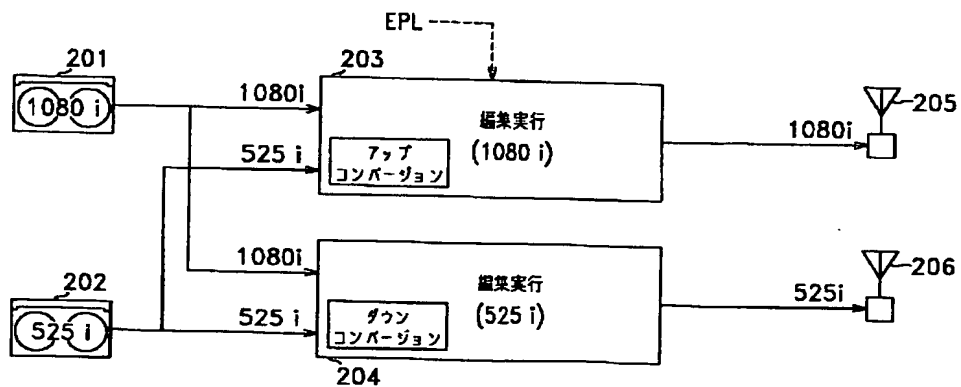 EPL
201
1080 i
203
1080i
525 i
編集実行
(1080 i)
アップ
コンバージョン
1080i
205
202
525 i
1080i
525 i
編集実行
(525 i)
ダウン
コンバージョン
204
525i
206